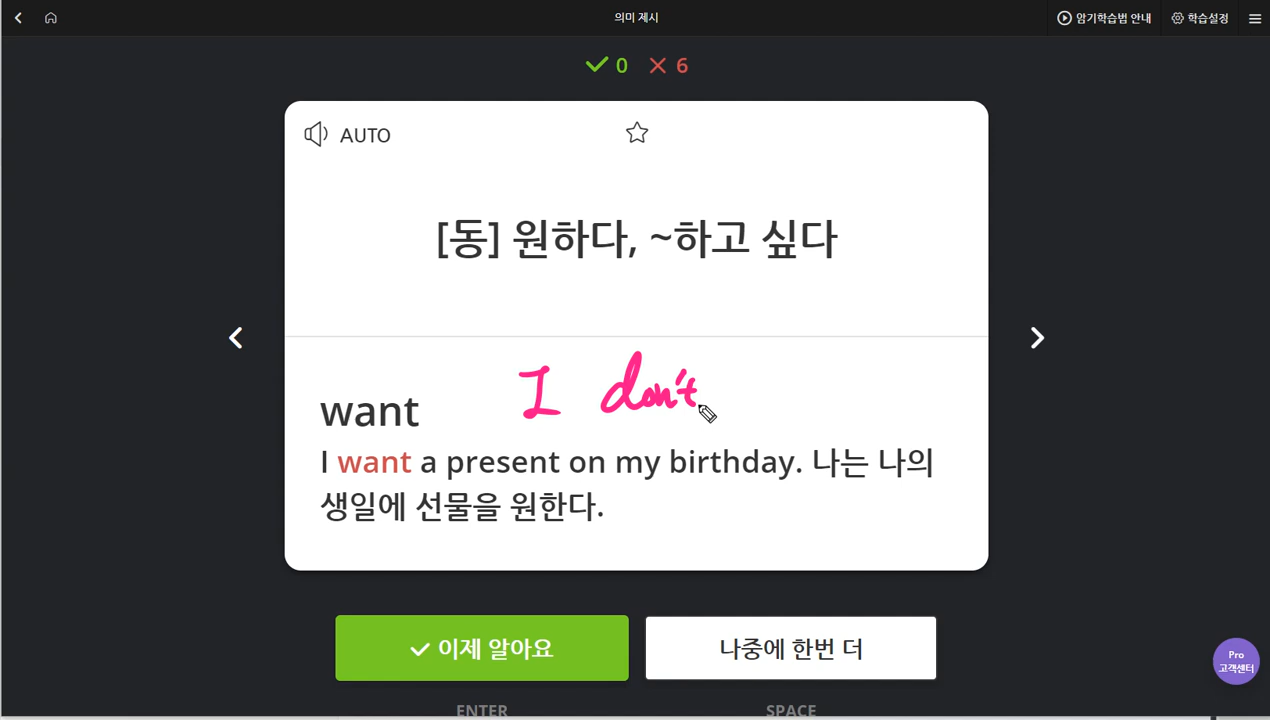 의미 제시
암기학습법 안내
학습설정
0 6
AUTO
[동] 원하다, ~하고 싶다
I don't
want
I want a present on my birthday. 나는 나의
생일에 선물을 원한다.
이제 알아요
나중에 한번 더
Pro
고객센터
ENTER
SPACE